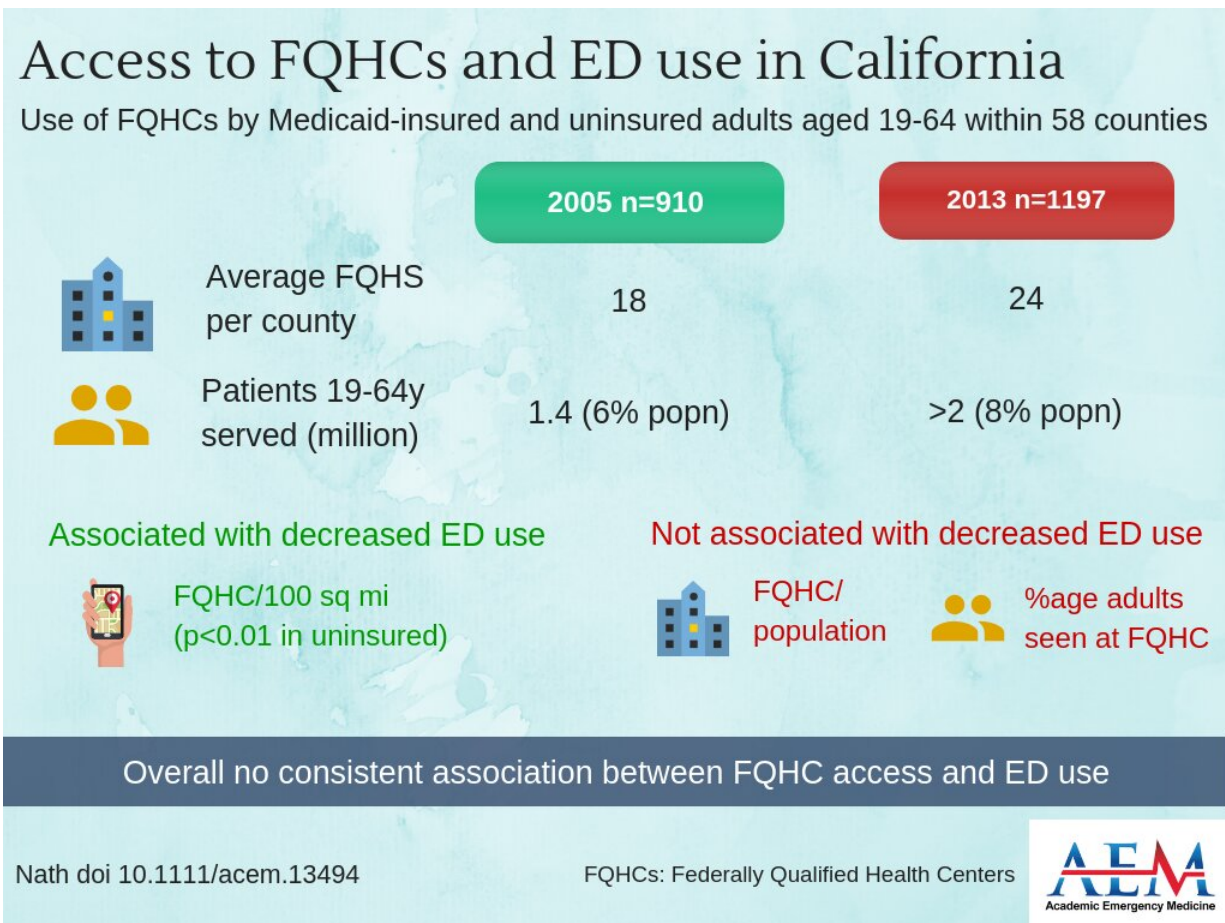 Access to FQHCs and ED use in California
Use of FQHCs by Medicaid-insured and uninsured adults aged 19-64 within 58 counties
2005 n=910
2013 n=1197
Average FQHS
per county
18
24
Patients 19-64y
served (million)
1.4 (6% popn)
>2 (8% popn)
Associated with decreased ED use
FQHC/100 sq mi
(p<0.01 in uninsured)
Not associated with decreased ED use
FQHC/
population
%age adults
seen at FQHC
Overall no consistent association between FQHC access and ED use
Nath doi 10.1111/acem.13494
FQHCs: Federally Qualified Health Centers
AEM
Academic Emergency Medicine